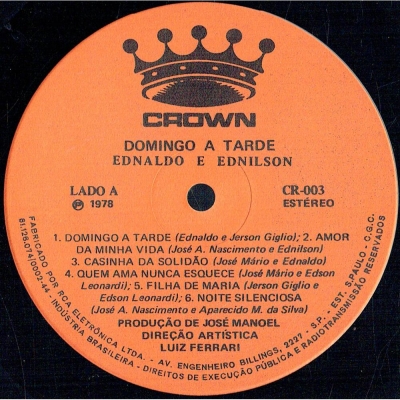 CROWN
DOMINGO A TARDE
EDNALDO E EDNILSON
LADO A
℗ 1978
CR-003
ESTÉREO
1. DOMINGO A TARDE (Ednaldo e Jerson Giglio); 2. AMOR
DA MINHA VIDA (José A. Nascimento e Ednilson)
3. CASINHA DA SOLIDÃO (José Mário e Ednaldo)
4. QUEM AMA NUNCA ESQUECE (José Mário e Edson
Leonardi); 5. FILHA DE MARIA (Jerson Giglio e
Edson Leonardi); 6. NOITE SILENCIOSA
(José A. Nascimento e Aparecido M. da Silva)
PRODUÇÃO DE JOSÉ MANOEL
DIREÇÃO ARTÍSTICA
LUIZ FERRARI
FABRICADO POR RCA ELETRÔNICA LTDA. - AV. ENGENHEIRO BILLINGS, 2227 - S.P. - EST. S.PAULO - C.G.C.
61.126.074/0002-44 - INDÚSTRIA BRASILEIRA - DIREITOS DE EXECUÇÃO PÚBLICA E RADIOTRANSMISSÃO RESERVADOS